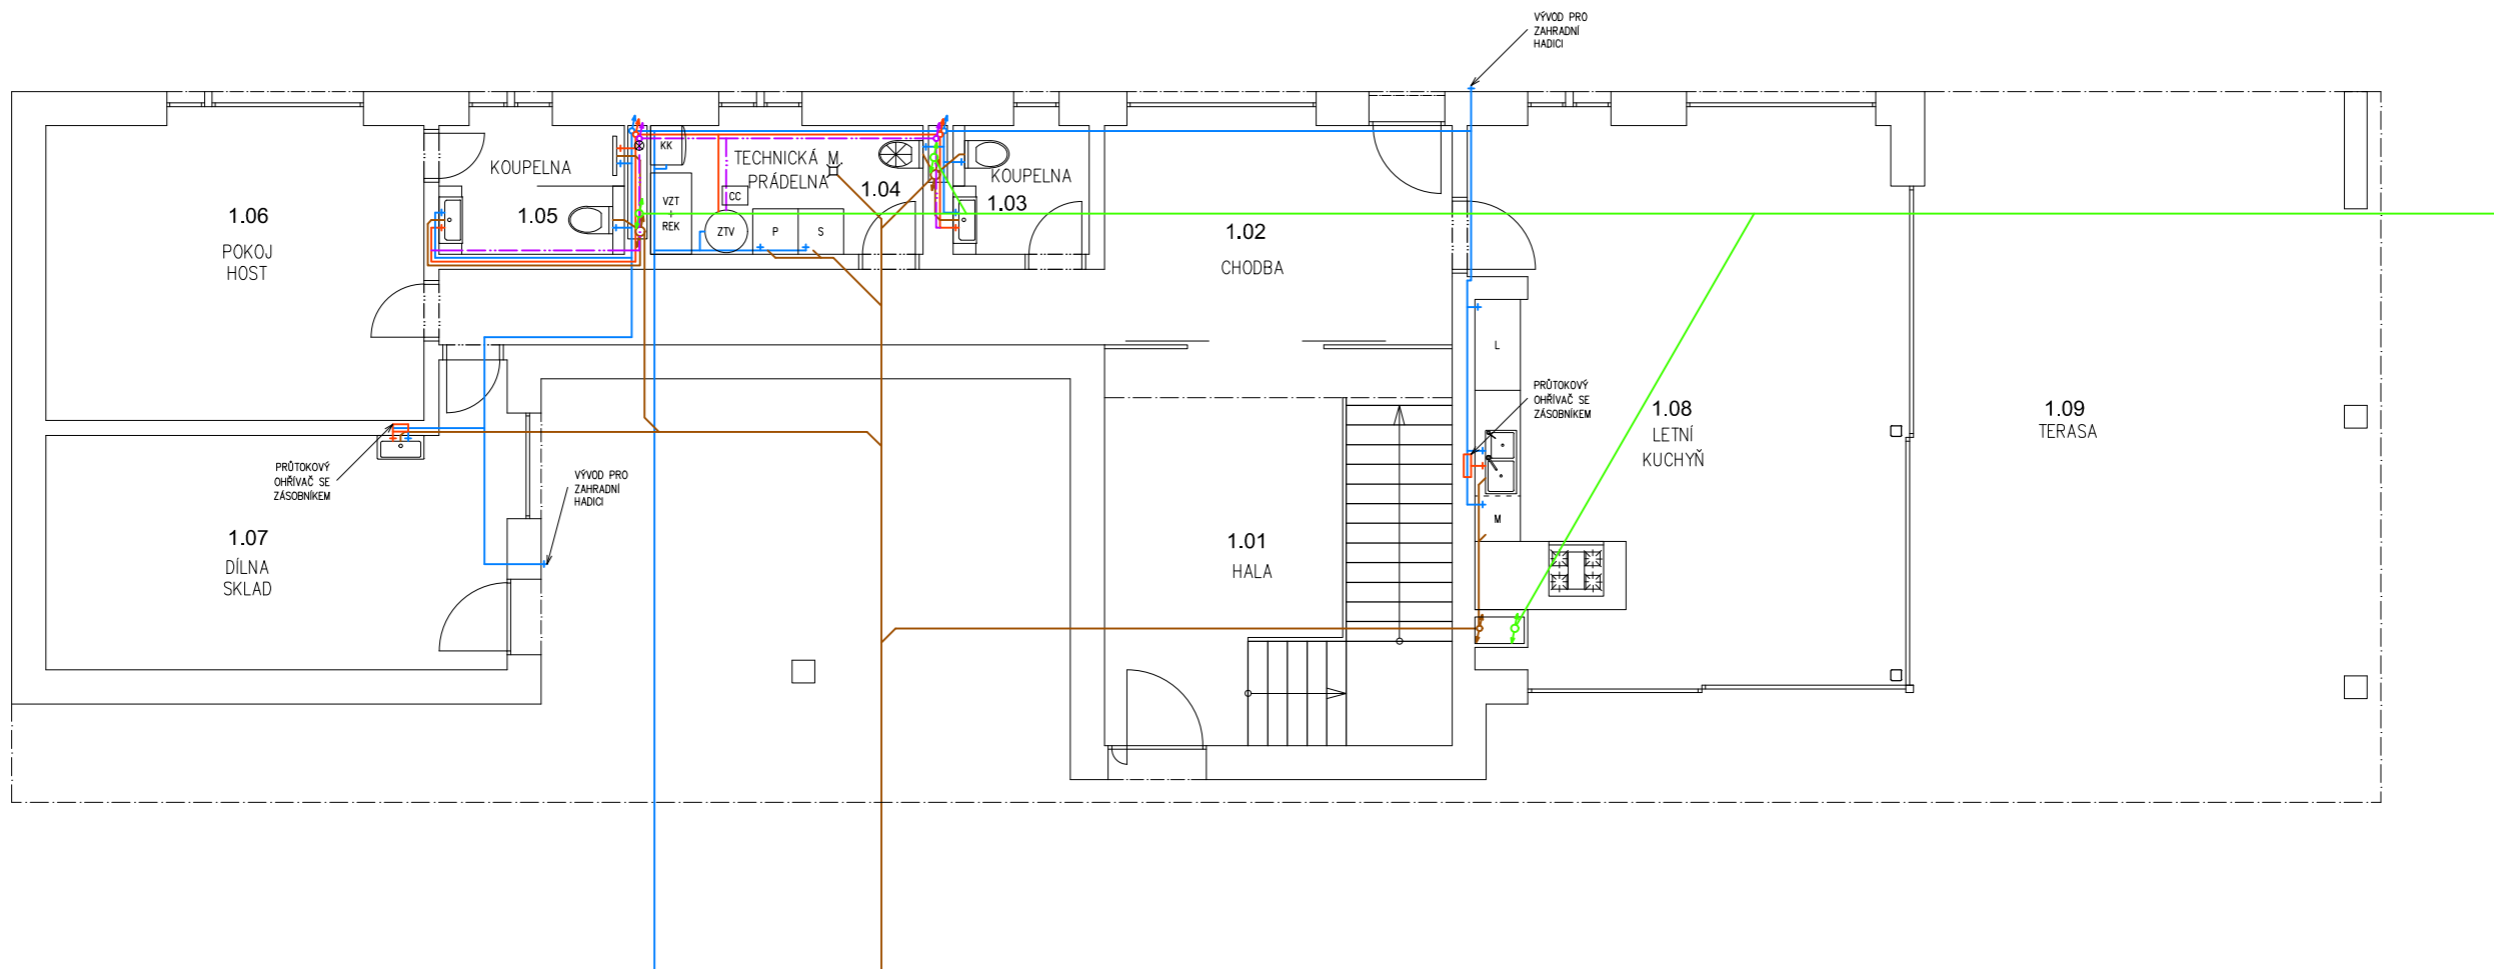 VÝVOD PRO
ZAHRADNÍ
HADICI
KOUPELNA
1.05
1.06
POKOJ
HOST
KK
VZT
+
REK
TECHNICKÁ M.
PRÁDELNA
CC
ZTV
P
S
1.04
KOUPELNA
1.03
1.02
CHODBA
L
PRŮTOKOVÝ
OHŘÍVAČ SE
ZÁSOBNÍKEM
1.08
LETNÍ
KUCHYŇ
1.09
TERASA
M
PRŮTOKOVÝ
OHŘÍVAČ SE
ZÁSOBNÍKEM
VÝVOD PRO
ZAHRADNÍ
HADICI
1.07
DÍLNA
SKLAD
1.01
HALA